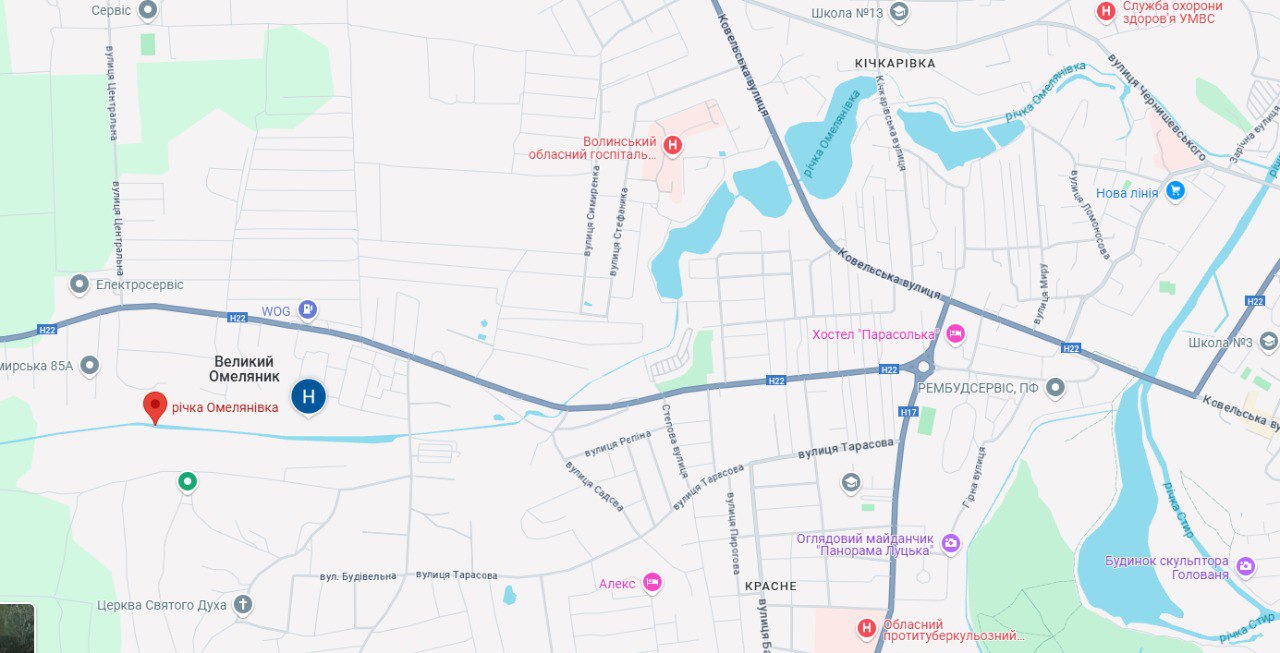 Сервіс
Школа №13
Служба охорони
здоров'я УМВС
вулиця Центральна
Ковельська вулиця
КІЧКАРІВКА
вулиця Чернишевського
річка Омелянівка
річка Омелянівка
Кічкарівська вулиця
Зарічна вулиця
Волинський
обласний госпіталь...
вулиця Центральна
вулиця Симиренка
вулиця Стефаника
вулиця Ломоносова
Нова лінія
Ковельська вулиця
вулиця Миру
Електросервіс
WOG
H22
H22
H22
Хостел "Парасолька"
Школа №3
H22
мирська 85А
Великий
Омеляник
H
H22
H22
РЕМБУДСЕРВІС, ПФ
річка Омелянівка
H17
Ковельська ву
Степова вулиця
вулиця Рєпіна
вулиця Тарасова
вулиця Садова
вулиця Тарасова
Гірна вулиця
вулиця Пирогова
річка Стир
Оглядовий майданчик
"Панорама Луцька"
Будинок скульптора
Голованя
вул. Будівельна
вулиця Тарасова
Алекс
КРАСНЕ
Церква Святого Духа
вулиця Ба
Обласний
протитуберкульозний...
річка Стир